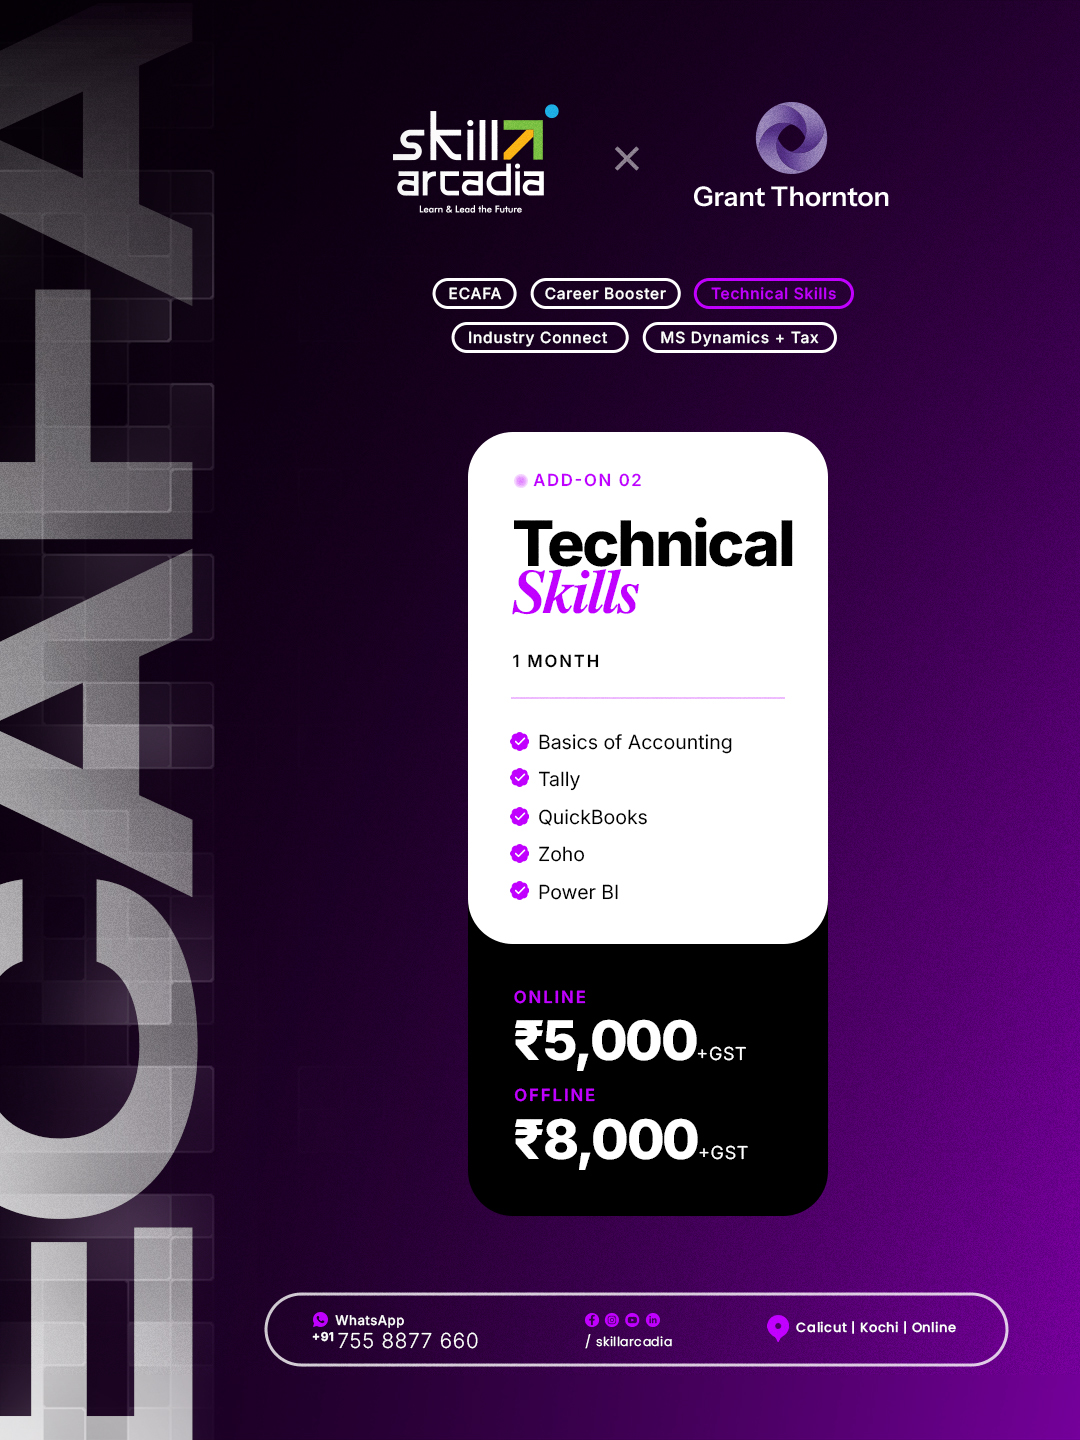 ECAFA
skill
arcadia
Learn & Lead the Future
×
Grant Thornton
ECAFA
Career Booster
Technical Skills
Industry Connect
MS Dynamics + Tax
ADD-ON 02
Technical
Skills
1 MONTH
Basics of Accounting
Tally
QuickBooks
Zoho
Power BI
ONLINE
₹5,000+GST
OFFLINE
₹8,000+GST
WhatsApp
+91 755 8877 660
/ skillarcadia
Calicut | Kochi | Online